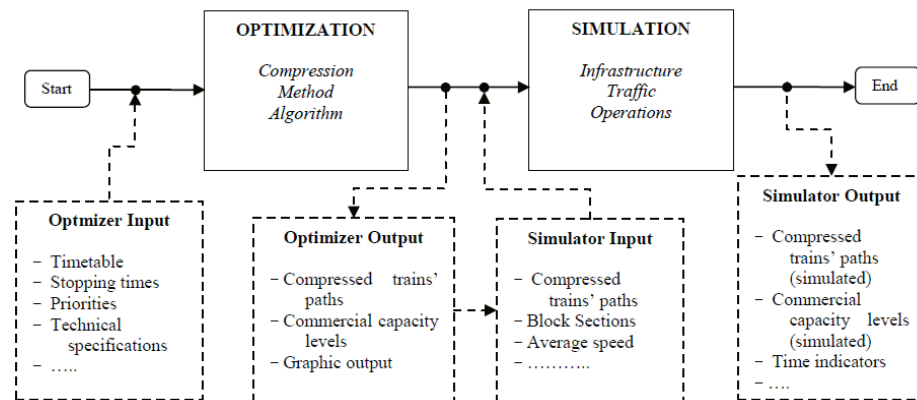 Start
OPTIMIZATION
Compression
Method
Algorithm
SIMULATION
Infrastructure
Traffic
Operations
End
Optmizer Input
− Timetable
− Stopping times
− Priorities
− Technical
specifications
− …..
Optimizer Output
− Compressed trains’
paths
− Commercial capacity
levels
− Graphic output
Simulator Input
− Compressed
trains’ paths
− Block Sections
− Average speed
− ………..
Simulator Output
− Compressed
trains’ paths
(simulated)
− Commercial
capacity levels
(simulated)
− Time indicators
− ….